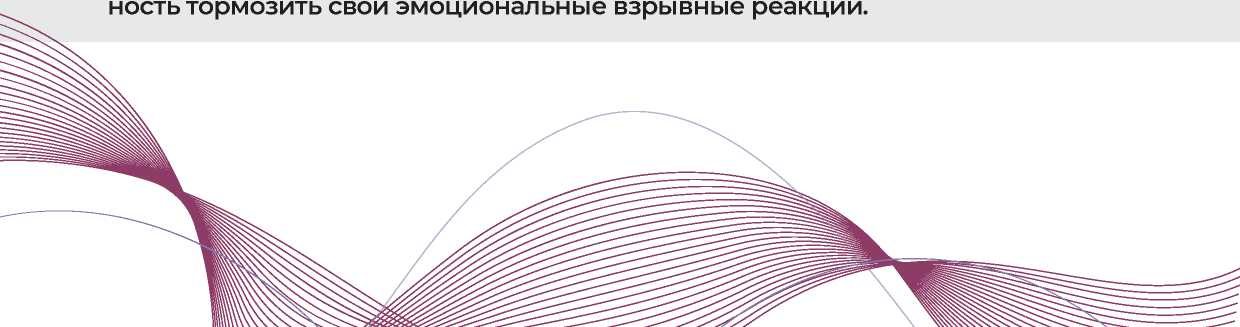 ность тормозить свои эмоциональные взрывные реакции.